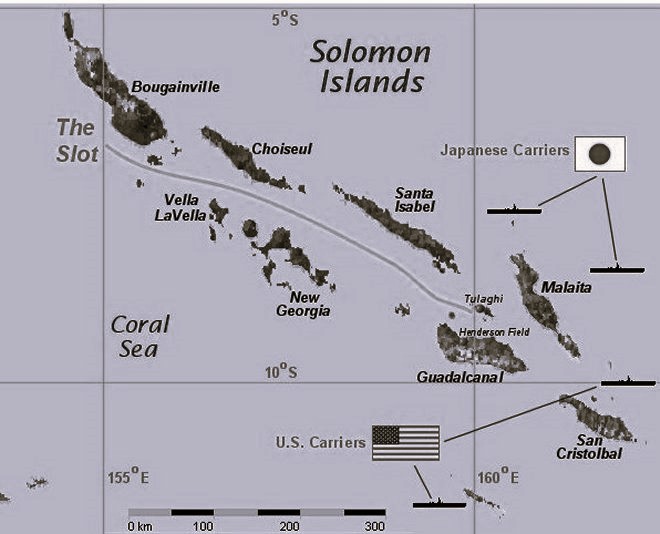 5°S
Solomon
Islands
Bougainville
The
Slot
Choiseul
Japanese Carriers
Vella
LaVella
Santa
Isabel
New
Georgia
Malaita
Tulaghi
Henderson Field
Coral
Sea
10°S
Guadalcanal
U.S. Carriers
San
Cristolbal
155°E
160°E
0 km 100 200 300